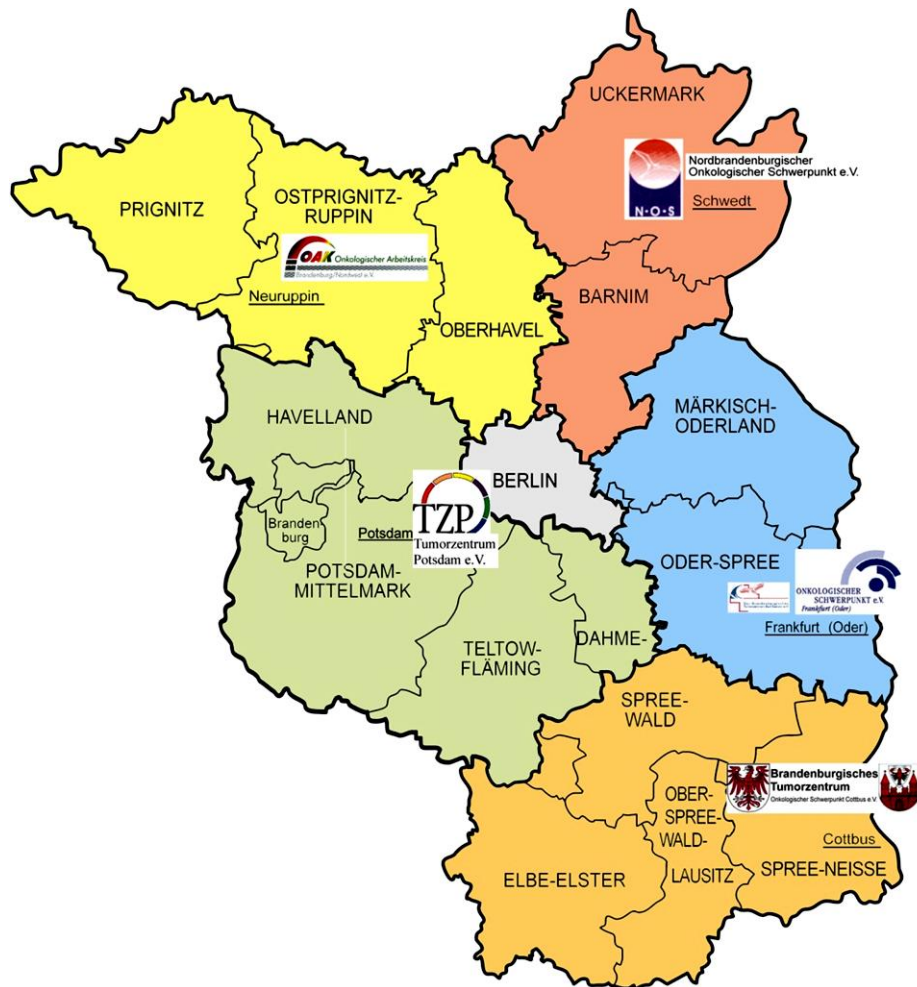 UCKERMARK
Nordbrandenburgischer
Onkologischer Schwerpunkt e.V.
N·O·S
Schwedt
PRIGNITZ
OSTPRIGNITZ-
RUPPIN
OAK Onkologischer Arbeitskreis
Brandenburg/Nordwest e.V.
Neuruppin
OBERHAVEL
BARNIM
HAVELLAND
MÄRKISCH-
ODERLAND
BERLIN
Branden
burg
Potsdam
TZP
Tumorzentrum
Potsdam e.V.
POTSDAM-
MITTELMARK
ODER-SPREE
ONKOLOGISCHER
SCHWERPUNKT e.V.
Frankfurt (Oder)
Frankfurt (Oder)
TELTOW-
FLÄMING
DAHME-
SPREE-
WALD
Brandenburgisches
Tumorzentrum
Onkologischer Schwerpunkt Cottbus e.V.
OBER-
SPREE-
WALD-
LAUSITZ
Cottbus
ELBE-ELSTER
SPREE-NEISSE